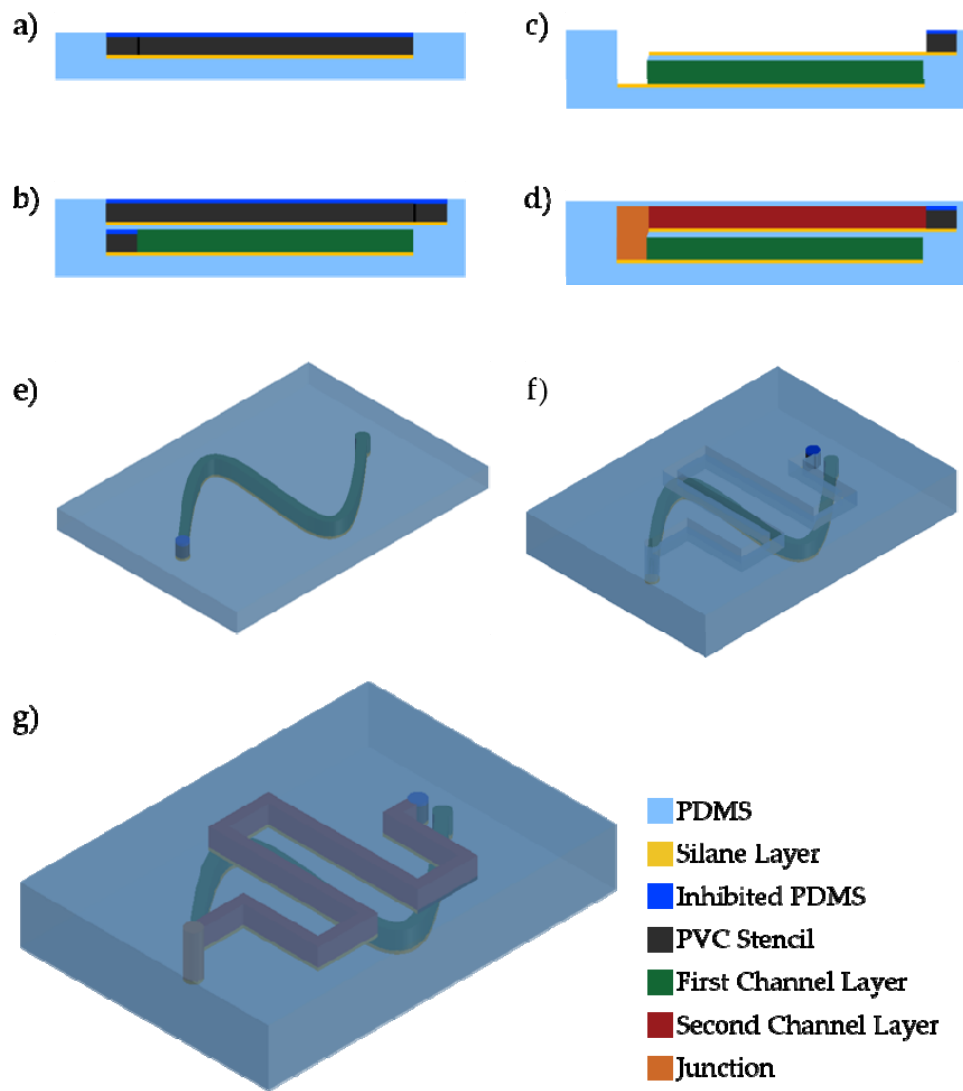 a)
c)
b)
d)
e)
f)
g)
PDMS
Silane Layer
Inhibited PDMS
PVC Stencil
First Channel Layer
Second Channel Layer
Junction